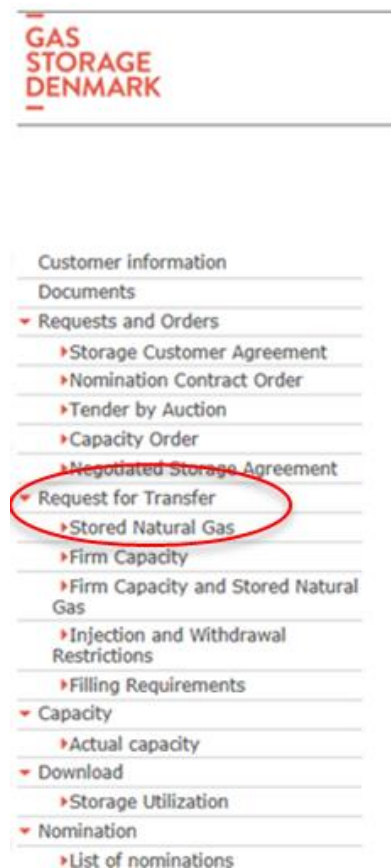 GAS
STORAGE
DENMARK
Customer information
Documents
Requests and Orders
Storage Customer Agreement
Nomination Contract Order
Tender by Auction
Capacity Order
Negotiated Storage Agreement
Request for Transfer
Stored Natural Gas
Firm Capacity
Firm Capacity and Stored Natural
Gas
Injection and Withdrawal
Restrictions
Filling Requirements
Capacity
Actual capacity
Download
Storage Utilization
Nomination
List of nominations